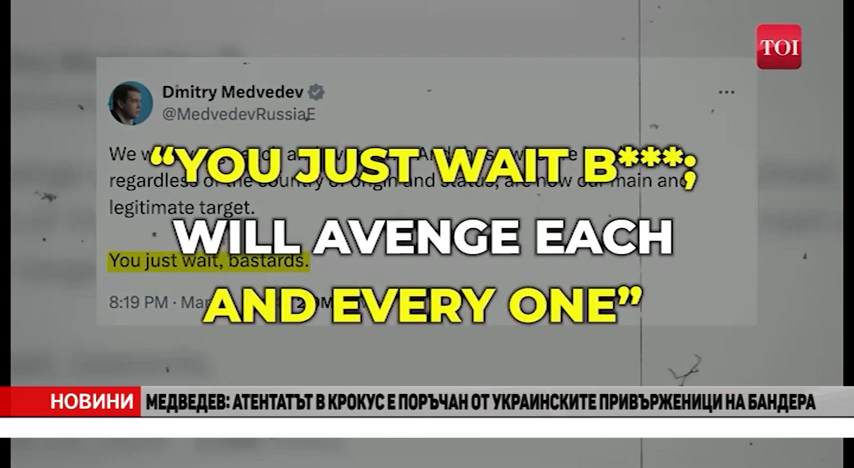 TOI
Dmitry Medvedev
@MedvedevRussiaE
“YOU JUST WAIT B***;
regardless of the country of origin and status, are now our main and
legitimate target.
WILL AVENGE EACH
You just wait, bastards.
8:19 PM · Mar
AND EVERY ONE”
НОВИНИ
МЕДВЕДЕВ: АТЕНТАТЪТ В КРОКУС Е ПОРЪЧАН ОТ УКРАИНСКИТЕ ПРИВЪРЖЕНИЦИ НА БАНДЕРА